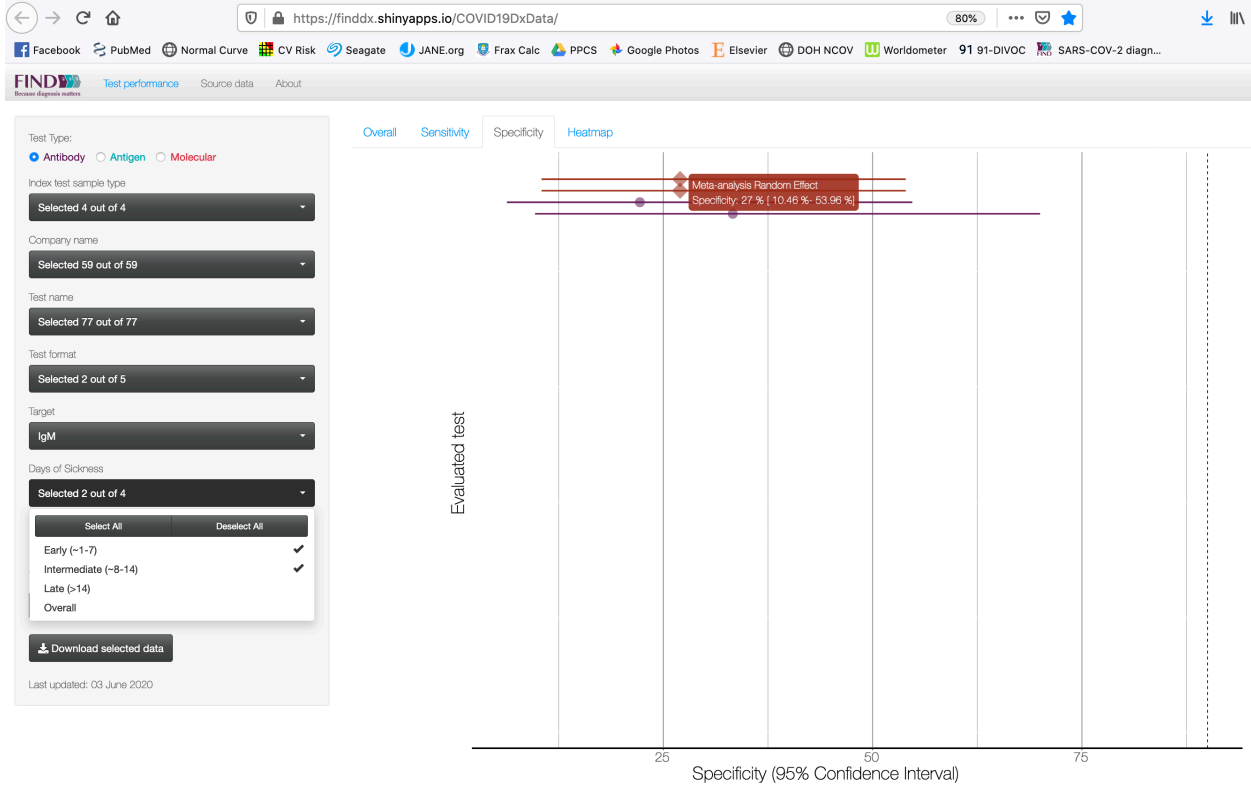 https://finddx.shinyapps.io/COVID19DxData/
80%
Facebook PubMed Normal Curve CV Risk Seagate JANE.org Frax Calc PPCS Google Photos Elsevier DOH NCOV Worldometer 91 91-DIVOC SARS-COV-2 diagn...
FIND Test performance Source data About
Because diagnosis matters
Test Type:
Antibody Antigen Molecular
Index test sample type
Selected 4 out of 4
Company name
Selected 59 out of 59
Test name
Selected 77 out of 77
Test format
Selected 2 out of 5
Target
IgM
Days of Sickness
Selected 2 out of 4
Select All Deselect All
Early (~1-7)
Intermediate (~8-14)
Late (>14)
Overall
Download selected data
Last updated: 03 June 2020
Overall Sensitivity Specificity Heatmap
Meta-analysis Random Effect
Specificity: 27 % [ 10.46 %- 53.96 %]
Evaluated test
25 50 75
Specificity (95% Confidence Interval)